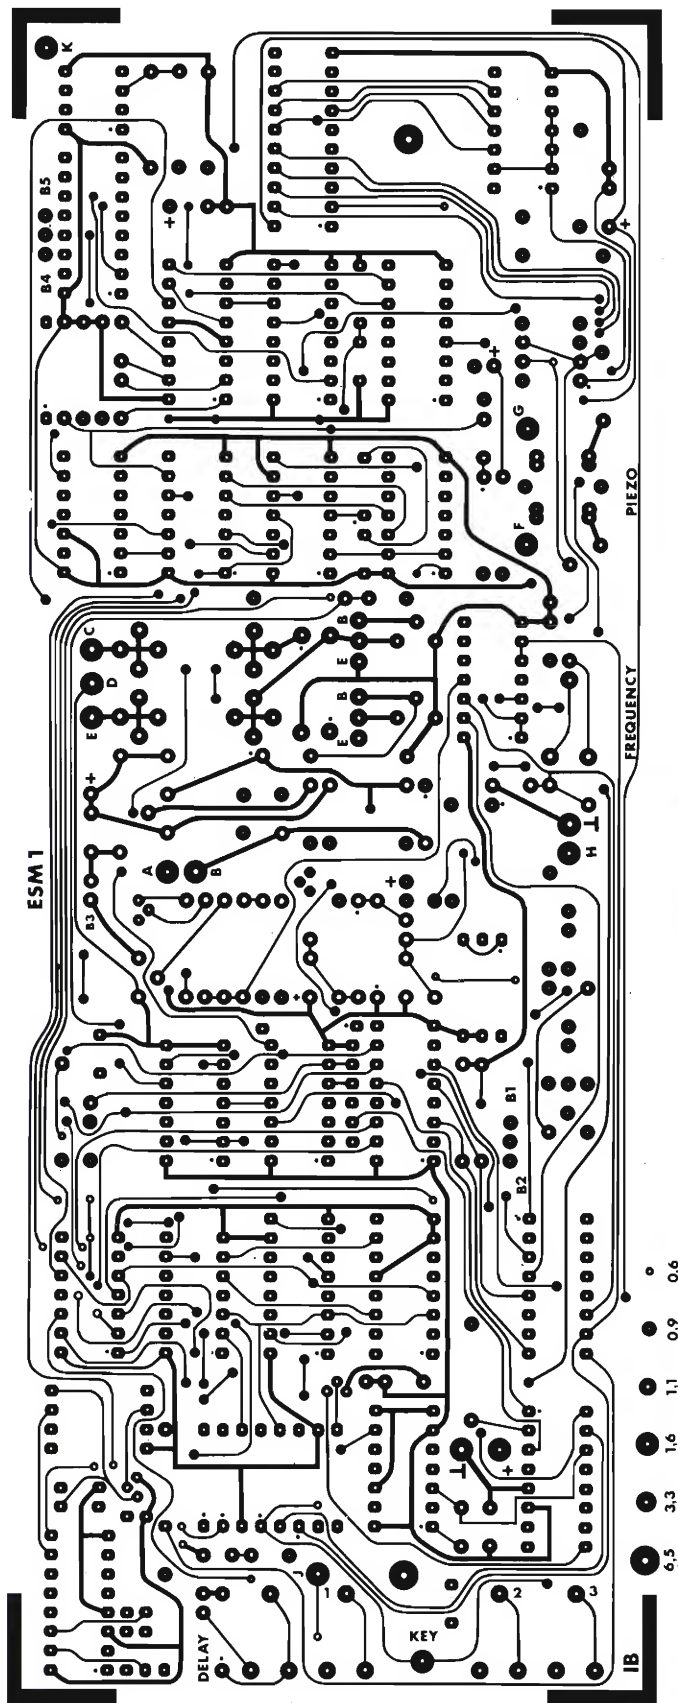 K
B5
B4
+
+
+
G
F
PIEZO
C
D
E
B
E
B
E
FREQUENCY
+
⊥
H
ESM1
A
B
B3
+
+
B1
B2
⊥
+
J
1
2
3
KEY
DELAY
IB
0,6
0,9
1,1
1,6
3,3
6,5